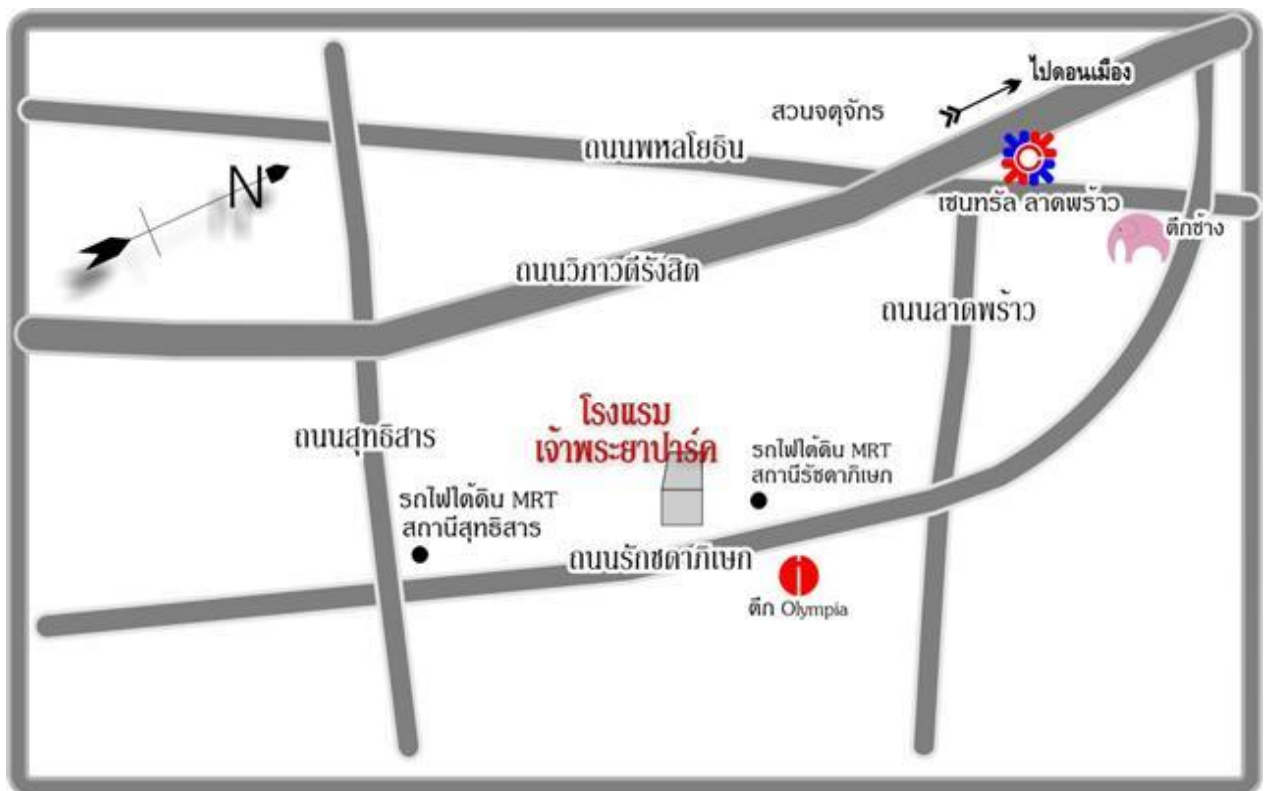 ไปดอนเมือง
สวนจตุจักร
ถนนพหลโยธิน
N
เซนทรัล ลาดพร้าว
ตึกช้าง
ถนนวิภาวดีรังสิต
ถนนลาดพร้าว
โรงแรม
เจ้าพระยาปาร์ค
ถนนสุทธิสาร
รถไฟใต้ดิน MRT
สถานีรัชดาภิเษก
รถไฟใต้ดิน MRT
สถานีสุทธิสาร
ถนนรักชดาภิเษก
ตึก Olympia